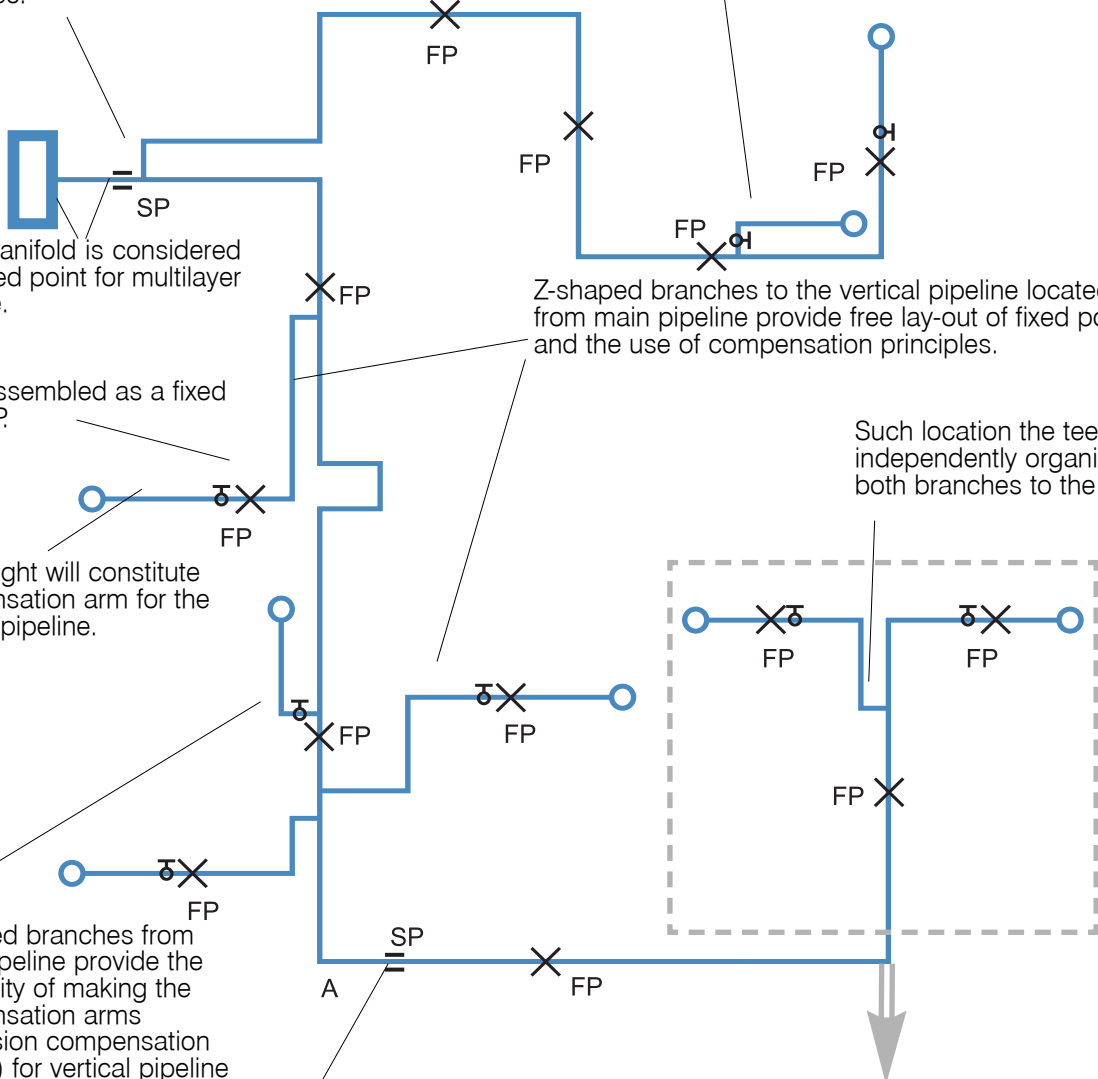 FP
FP
FP
SP
FP
anifold is considered
ed point for multilayer
e.
FP
Z-shaped branches to the vertical pipeline locate
from main pipeline provide free lay-out of fixed po
and the use of compensation principles.
ssembled as a fixed
P.
Such location the tee
independently organi
both branches to the
FP
ght will constitute
nsation arm for the
pipeline.
FP
FP
FP
FP
FP
FP
ed branches from
peline provide the
ity of making the
nsation arms
sion compensation
) for vertical pipeline
SP
A
FP